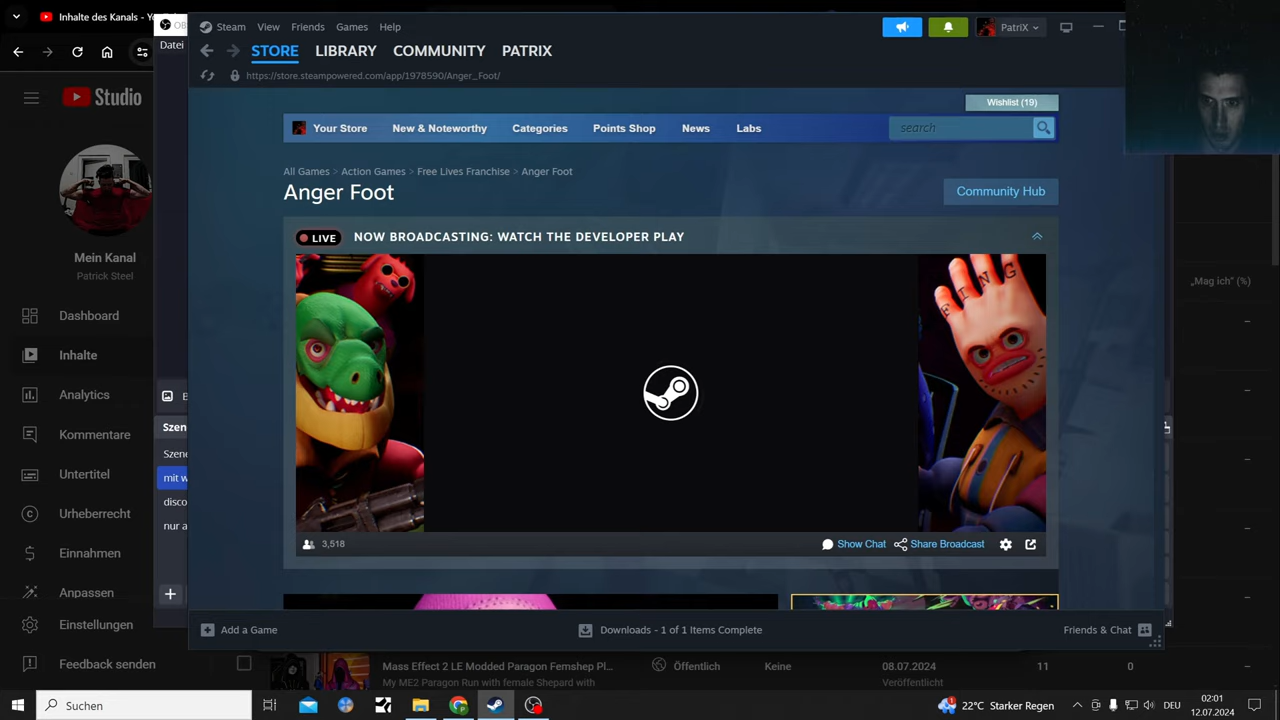 Inhalte des Kanals - Yo
OB
Datei
Steam View Friends Games Help
PatriX
STORE LIBRARY COMMUNITY PATRIX
https://store.steampowered.com/app/1978590/Anger_Foot/
Studio
Wishlist (19)
Your Store New & Noteworthy Categories Points Shop News Labs
search
All Games > Action Games > Free Lives Franchise > Anger Foot
Anger Foot
Community Hub
LIVE NOW BROADCASTING: WATCH THE DEVELOPER PLAY
FING
3,518
Show Chat Share Broadcast
Mein Kanal
Patrick Steel
Dashboard
Inhalte
Analytics
Kommentare
Untertitel
Urheberrecht
Einnahmen
Anpassen
Einstellungen
Feedback senden
B
Szen
Szene
mit w
disco
nur a
„Mag ich" (%)
–
–
–
–
–
–
Add a Game
Downloads - 1 of 1 Items Complete
Friends & Chat
Mass Effect 2 LE Modded Paragon Femshep Pl...
My ME2 Paragon Run with female Shepard with
Öffentlich Keine 08.07.2024 11 0 –
Veröffentlicht
Suchen
22°C Starker Regen
DEU
02:01
12.07.2024